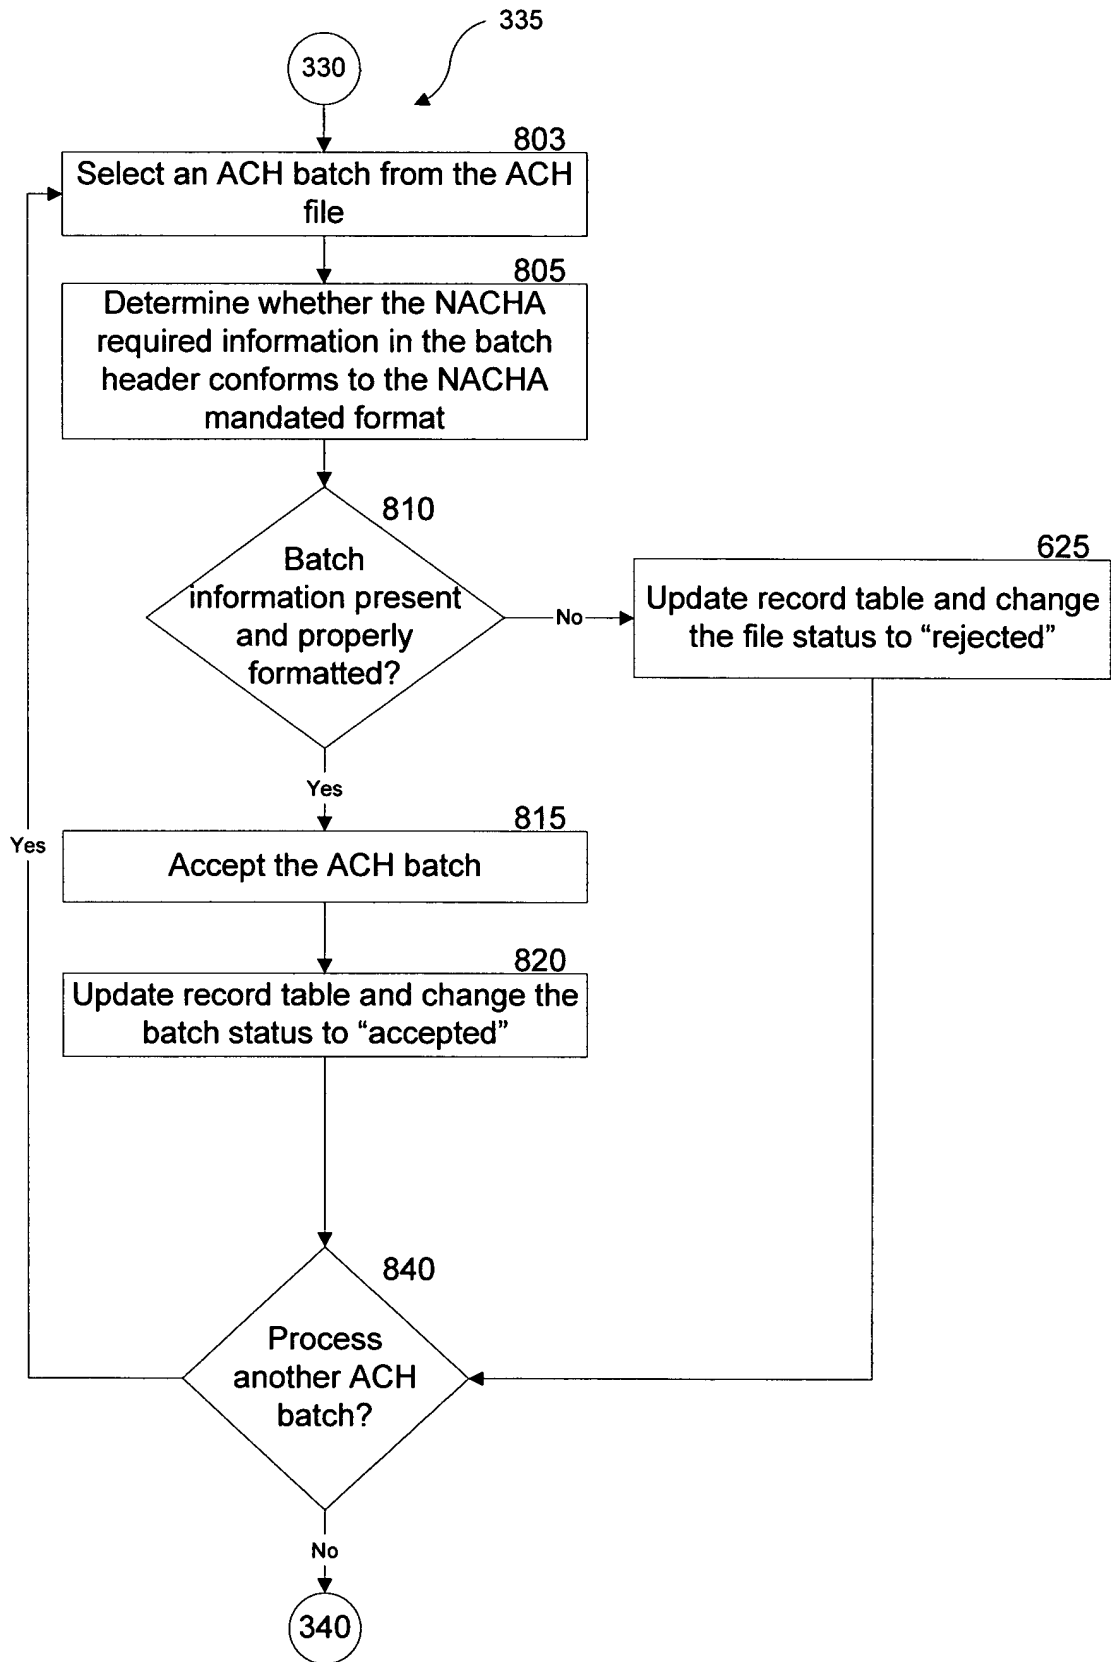 335
330
803
Select an ACH batch from the ACH
file
805
Determine whether the NACHA
required information in the batch
header conforms to the NACHA
mandated format
810
Batch
information present
and properly
formatted?
No
625
Update record table and change
the file status to “rejected”
Yes
815
Accept the ACH batch
Yes
820
Update record table and change the
batch status to “accepted”
840
Process
another ACH
batch?
No
340